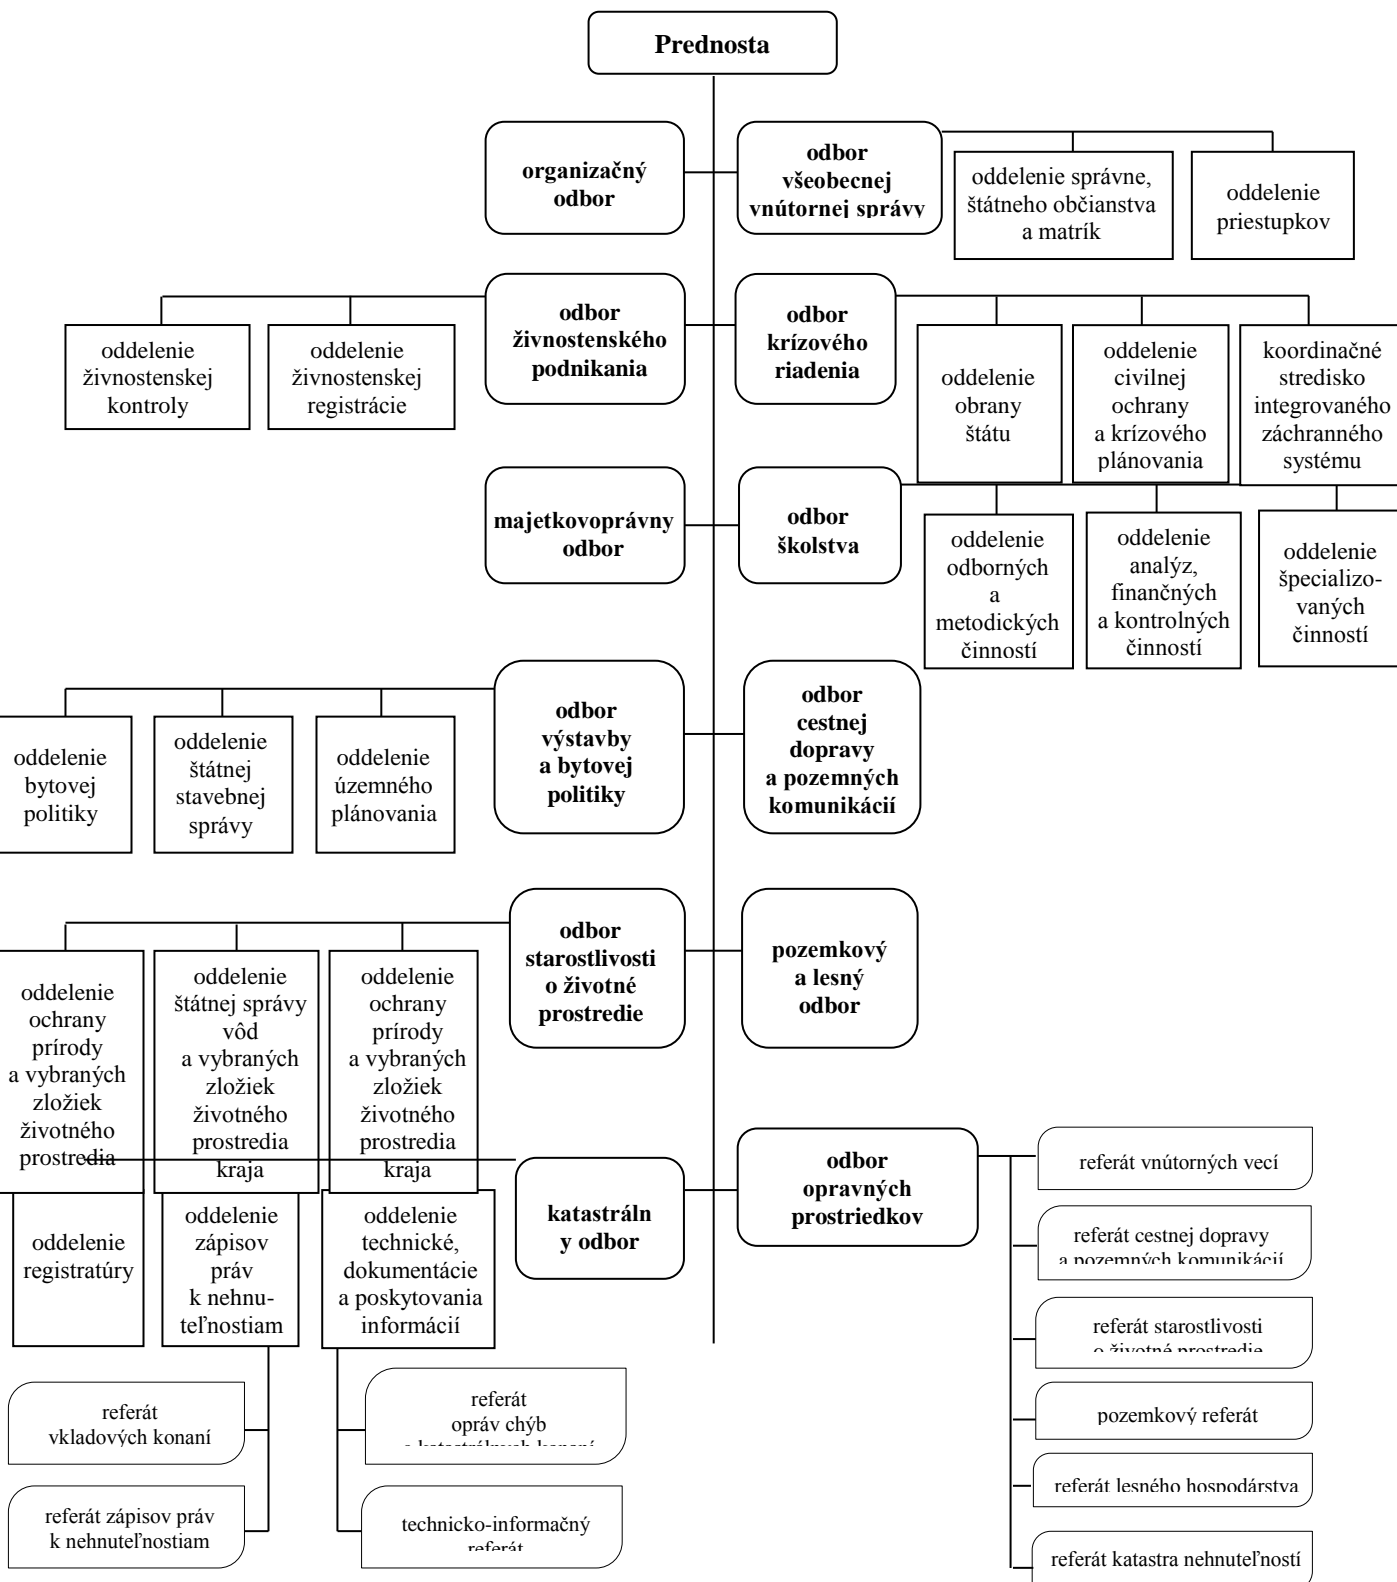 Prednosta
organizačný
odbor
odbor
všeobecnej
vnútornej správy
oddelenie správne,
štátneho občianstva
a matrík
oddelenie
priestupkov
oddelenie
živnostenskej
kontroly
oddelenie
živnostenskej
registrácie
odbor
živnostenského
podnikania
odbor
krízového
riadenia
oddelenie
obrany
štátu
oddelenie
civilnej
ochrany
a krízového
plánovania
koordinačné
stredisko
integrovaného
záchranného
systému
majetkovoprávny
odbor
odbor
školstva
oddelenie
odborných
a
metodických
činností
oddelenie
analýz,
finančných
a kontrolných
činností
oddelenie
špecializo-
vaných
činností
oddelenie
bytovej
politiky
oddelenie
štátnej
stavebnej
správy
oddelenie
územného
plánovania
odbor
výstavby
a bytovej
politiky
odbor
cestnej
dopravy
a pozemných
komunikácií
oddelenie
ochrany
prírody
a vybraných
zložiek
životného
prostredia
oddelenie
štátnej správy
vôd
a vybraných
zložiek
životného
prostredia
kraja
oddelenie
ochrany
prírody
a vybraných
zložiek
životného
prostredia
kraja
odbor
starostlivosti
o životné
prostredie
pozemkový
a lesný
odbor
oddelenie
registratúry
oddelenie
zápisov
práv
k nehnu-
teľnostiam
oddelenie
technické,
dokumentácie
a poskytovania
informácií
katastráln
y odbor
odbor
opravných
prostriedkov
referát vnútorných vecí
referát cestnej dopravy
a pozemných komunikácií
referát starostlivosti
o životné prostredie
pozemkový referát
referát lesného hospodárstva
referát katastra nehnuteľností
referát
vkladových konaní
referát zápisov práv
k nehnuteľnostiam
referát
opráv chýb
a katastrálnych konaní
technicko-informačný
referát